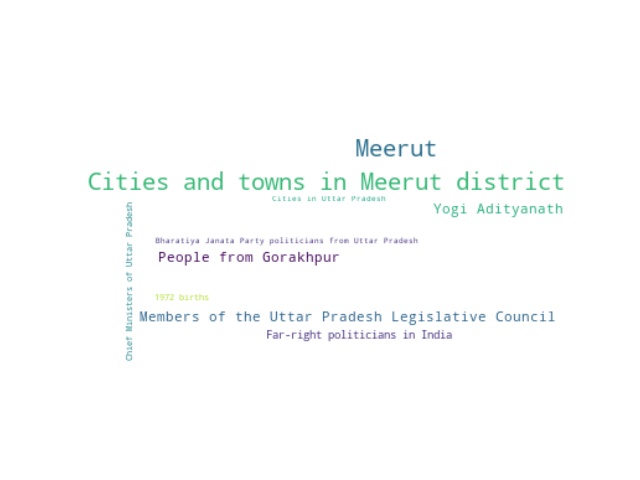 Meerut
Cities and towns in Meerut district
Cities in Uttar Pradesh
Yogi Adityanath
Chief Ministers of Uttar Pradesh
Bharatiya Janata Party politicians from Uttar Pradesh
People from Gorakhpur
1972 births
Members of the Uttar Pradesh Legislative Council
Far-right politicians in India